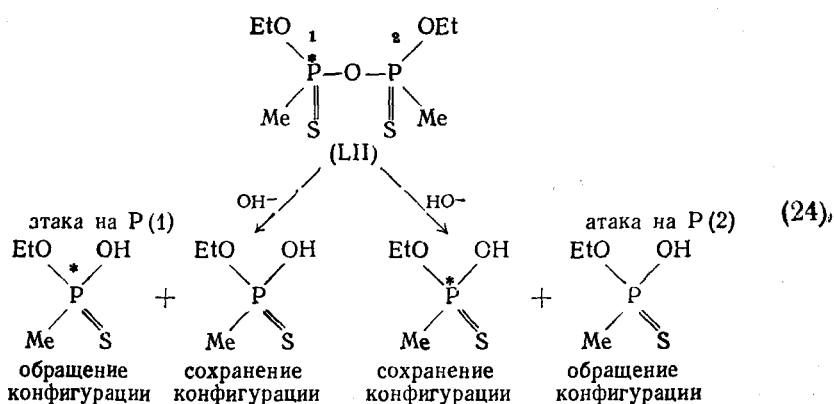 EtO 1 2 OEt
* P—O—P
Me S Me S
(LII)
OH– HO–
атака на P (1) атака на P (2) (24),
EtO OH EtO OH EtO OH EtO OH
* P + P * P + P
Me S Me S Me S Me S
обращение сохранение сохранение обращение
конфигурации конфигурации конфигурации конфигурации